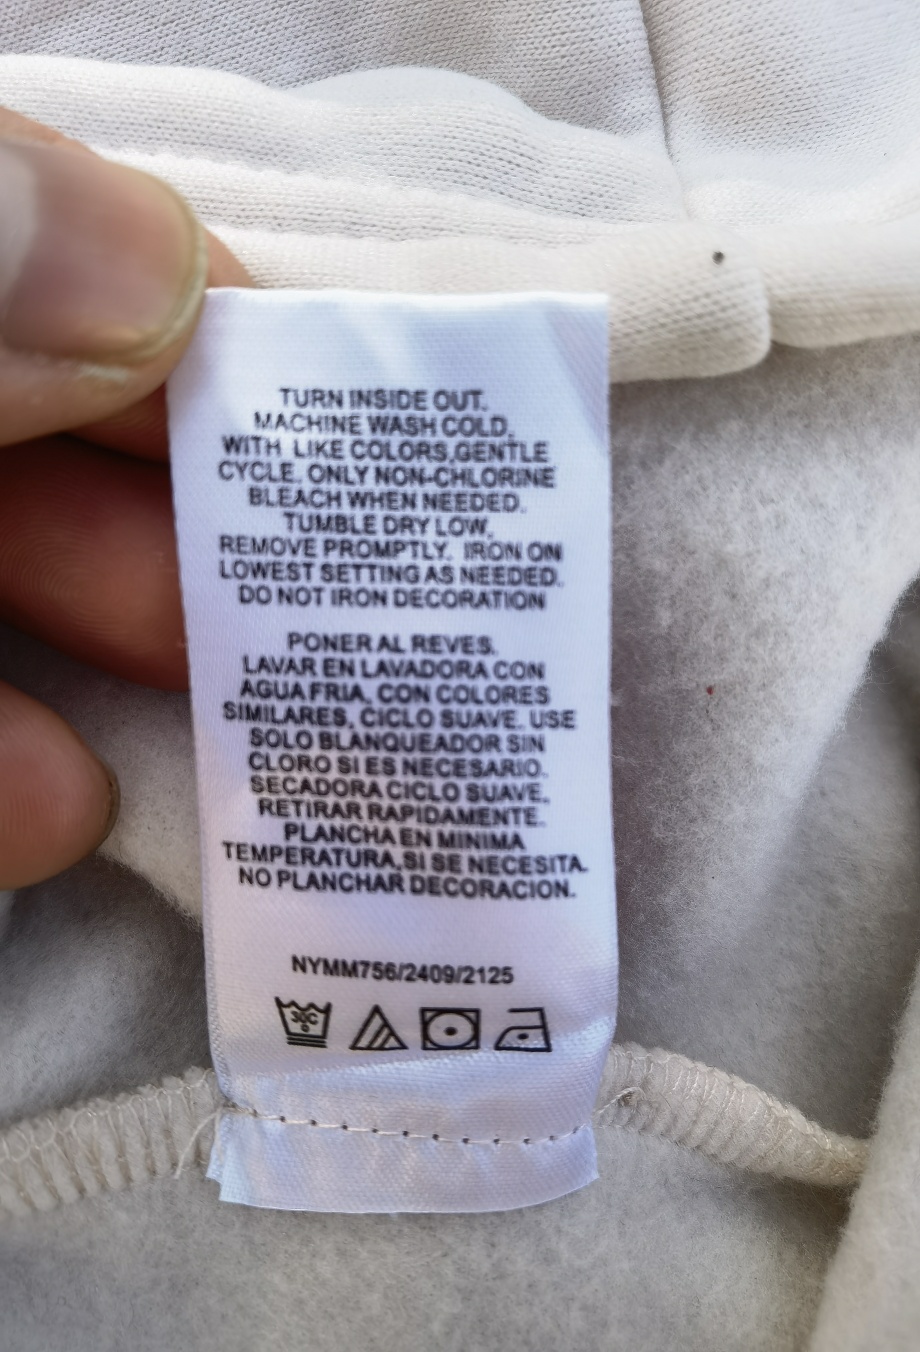 TURN INSIDE OUT.
MACHINE WASH COLD,
WITH LIKE COLORS,GENTLE
CYCLE. ONLY NON-CHLORINE
BLEACH WHEN NEEDED.
TUMBLE DRY LOW,
REMOVE PROMPTLY. IRON ON
LOWEST SETTING AS NEEDED.
DO NOT IRON DECORATION
PONER AL REVES.
LAVAR EN LAVADORA CON
AGUA FRIA, CON COLORES
SIMILARES, CICLO SUAVE. USE
SOLO BLANQUEADOR SIN
CLORO SI ES NECESARIO.
SECADORA CICLO SUAVE,
RETIRAR RAPIDAMENTE.
PLANCHA EN MINIMA
TEMPERATURA,SI SE NECESITA.
NO PLANCHAR DECORACION.
NYMM756/2409/2125
30C